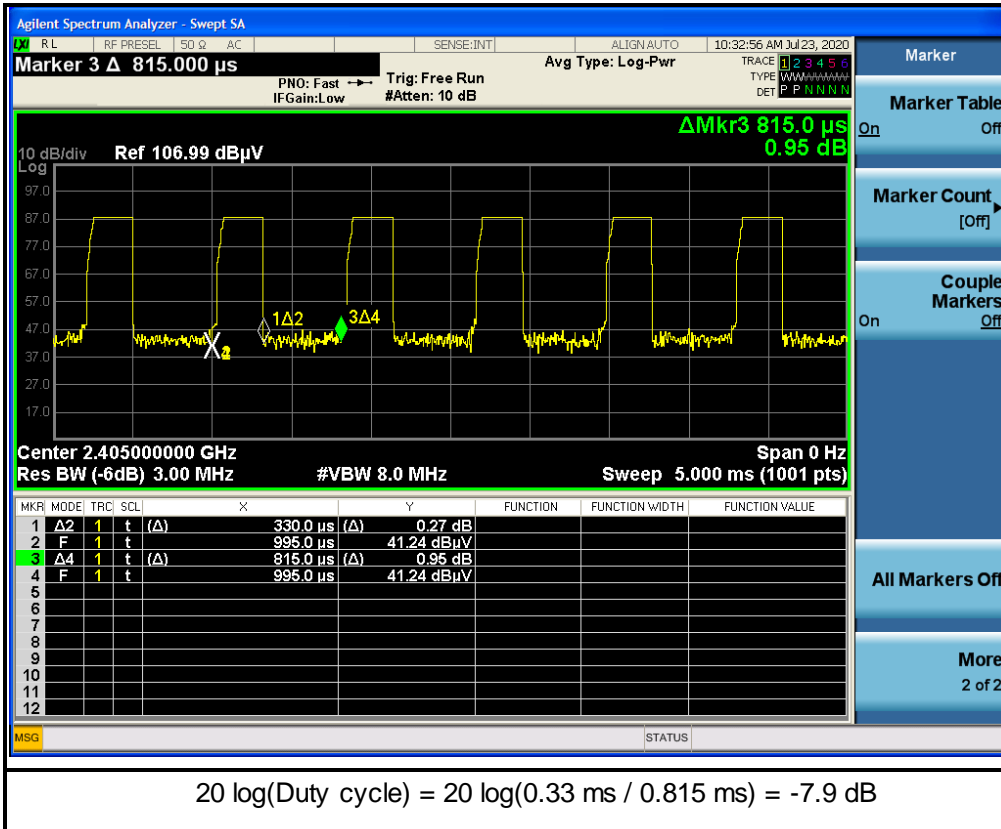 Agilent Spectrum Analyzer - Swept SA
LXI RL RF PRESEL 50 Ω AC SENSE:INT ALIGN AUTO 10:32:56 AM Jul 23, 2020
Marker 3 Δ 815.000 µs
PNO: Fast
IFGain:Low
Trig: Free Run
#Atten: 10 dB
Avg Type: Log-Pwr
TRACE 1 2 3 4 5 6
TYPE
DET P P N N N N
ΔMkr3 815.0 µs
0.95 dB
10 dB/div Ref 106.99 dBµV
Log
97.0
87.0
77.0
67.0
57.0
47.0
37.0
27.0
17.0
1Δ2
3Δ4
Center 2.405000000 GHz Span 0 Hz
Res BW (-6dB) 3.00 MHz #VBW 8.0 MHz Sweep 5.000 ms (1001 pts)
MKR MODE TRC SCL X Y FUNCTION FUNCTION WIDTH FUNCTION VALUE
1 Δ2 1 t (Δ) 330.0 µs (Δ) 0.27 dB
2 F 1 t 995.0 µs 41.24 dBµV
3 Δ4 1 t (Δ) 815.0 µs (Δ) 0.95 dB
4 F 1 t 995.0 µs 41.24 dBµV
5
6
7
8
9
10
11
12
MSG STATUS
Marker
Marker Table
On Off
Marker Count
[Off]
Couple
Markers
On Off
All Markers Off
More
2 of 2
20 log(Duty cycle) = 20 log(0.33 ms / 0.815 ms) = -7.9 dB